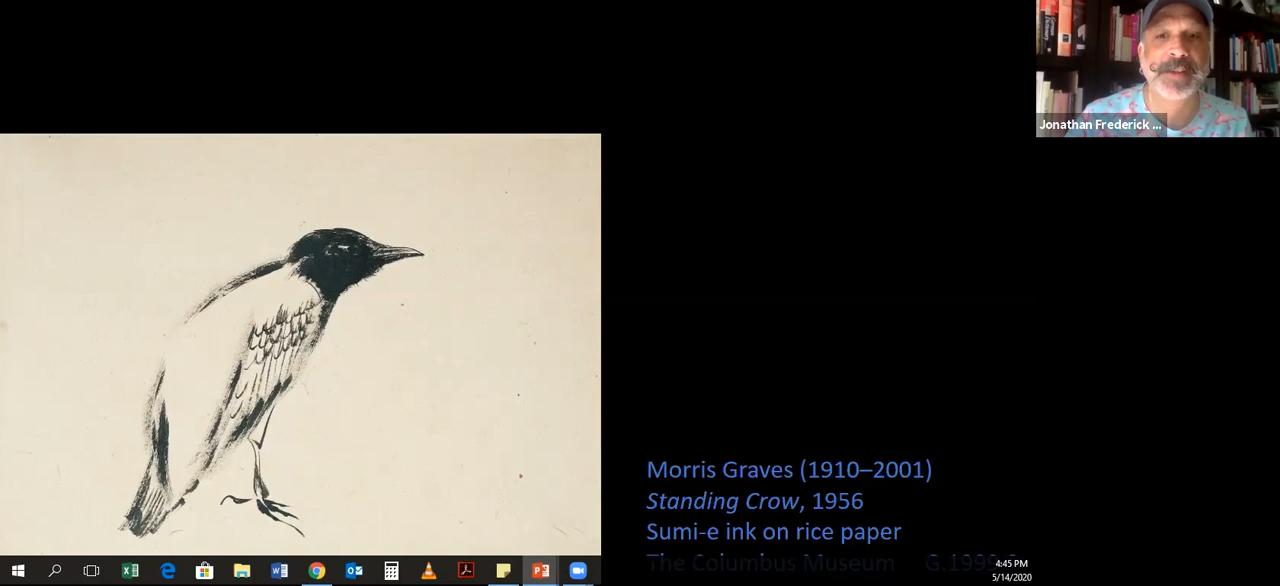 Jonathan Frederick ...
Morris Graves (1910–2001)
Standing Crow, 1956
Sumi-e ink on rice paper
The Columbus Museum
4:45 PM
5/14/2020